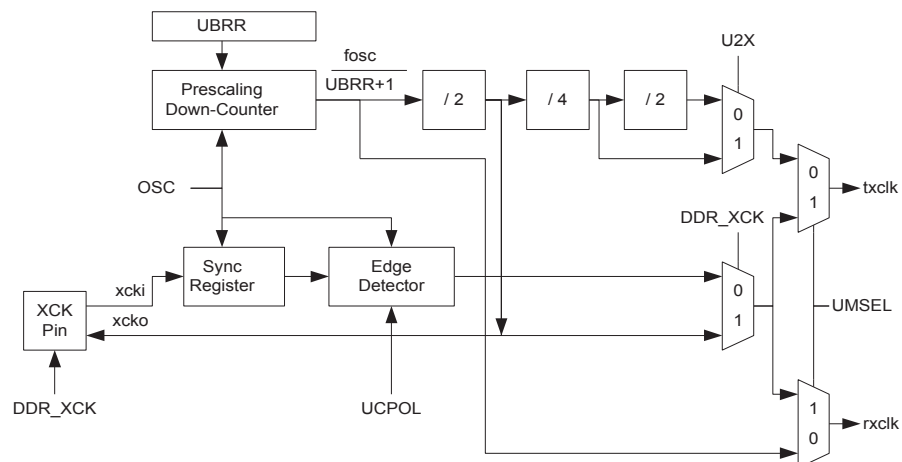 UBRR
fosc
U2X
Prescaling
Down-Counter
UBRR+1
/ 2
/ 4
/ 2
0
1
OSC
0
1
txclk
DDR_XCK
Sync
Register
Edge
Detector
0
1
xcki
XCK
Pin
xcko
UMSEL
DDR_XCK
UCPOL
1
0
rxclk